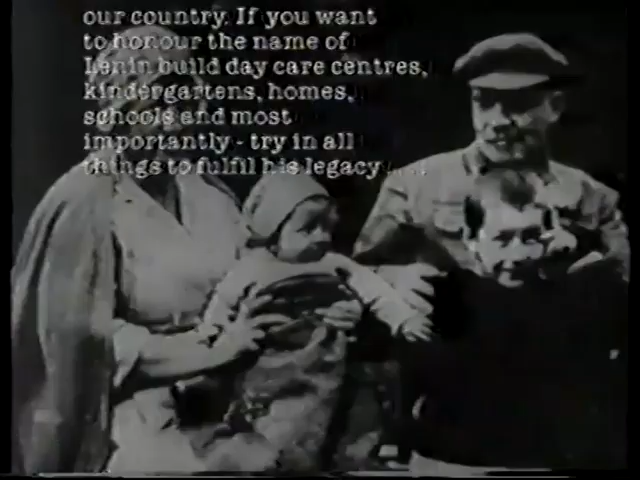 our country. If you want
to honour the name of
Lenin build day care centres,
kindergartens, homes,
schools and most
importantly - try in all
things to fulfil his legacy .....